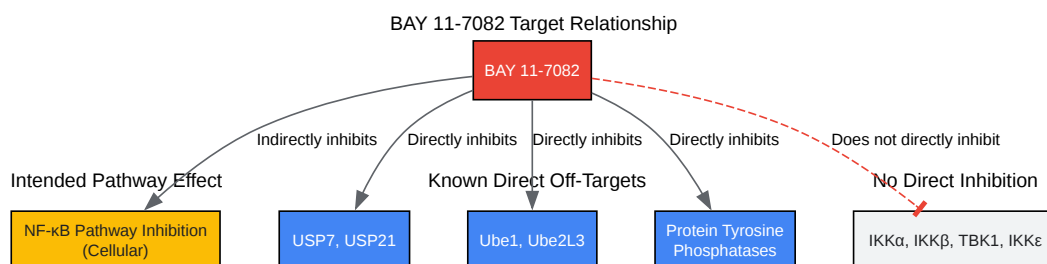 BAY 11-7082 Target Relationship
BAY 11-7082
Indirectly inhibits
Directly inhibits
Directly inhibits
Directly inhibits
Does not directly inhibit
Intended Pathway Effect
Known Direct Off-Targets
No Direct Inhibition
NF-κB Pathway Inhibition
(Cellular)
USP7, USP21
Ube1, Ube2L3
Protein Tyrosine
Phosphatases
IKKα, IKKβ, TBK1, IKKε